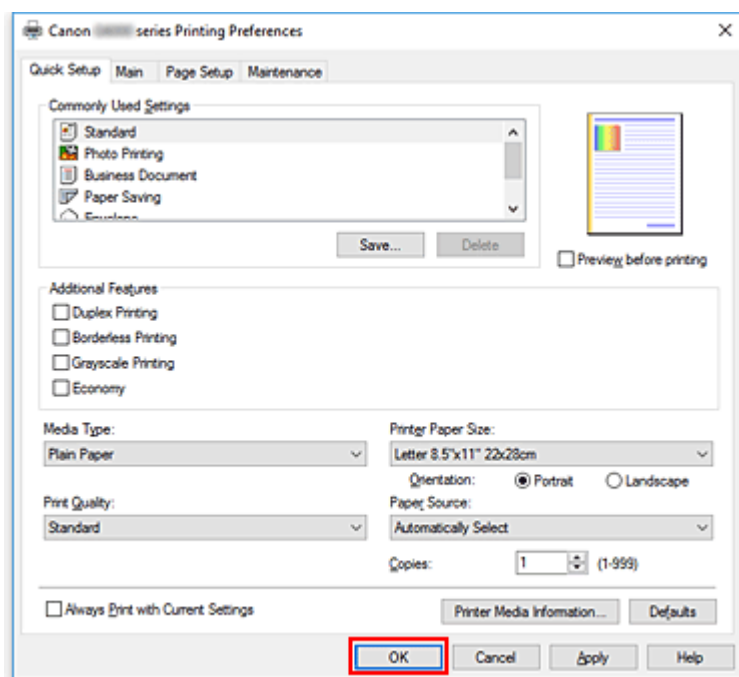 Canon series Printing Preferences
Quick Setup Main Page Setup Maintenance
Commonly Used Settings
Standard
Photo Printing
Business Document
Paper Saving
Save... Delete
Preview before printing
Additional Features
Duplex Printing
Borderless Printing
Grayscale Printing
Economy
Media Type:
Plain Paper
Printer Paper Size:
Letter 8.5"x11" 22x28cm
Orientation: Portrait Landscape
Print Quality:
Standard
Paper Source:
Automatically Select
Copies: 1 (1-999)
Always Print with Current Settings
Printer Media Information... Defaults
OK Cancel Apply Help